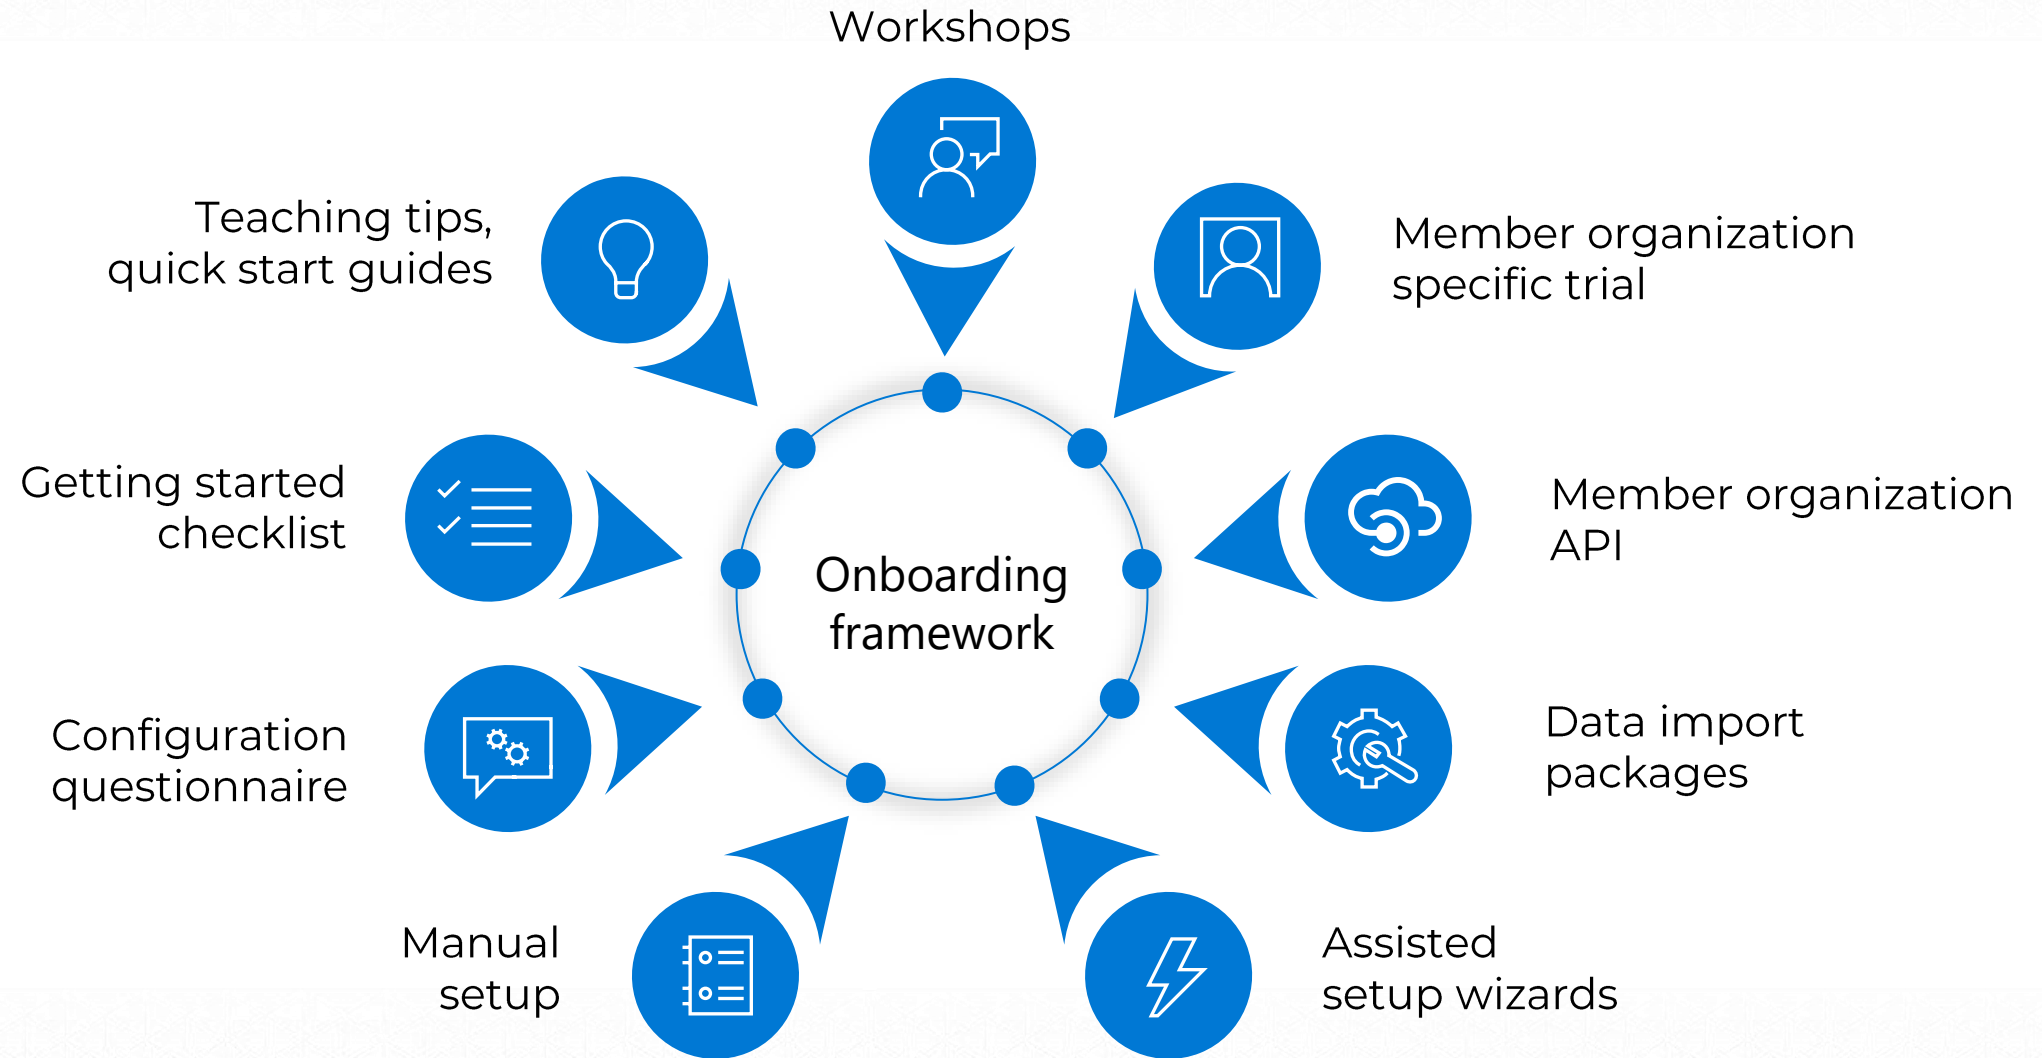 Workshops
Teaching tips,
quick start guides
Member organization
specific trial
Getting started
checklist
Member organization
API
Onboarding
framework
Configuration
questionnaire
Data import
packages
Manual
setup
Assisted
setup wizards